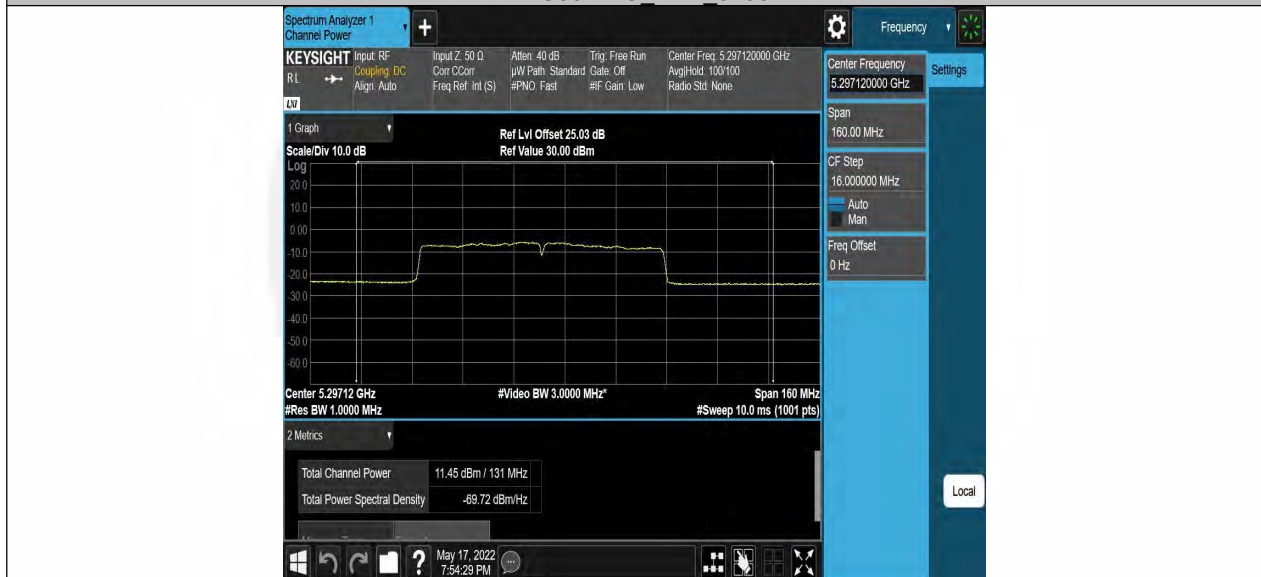 Spectrum Analyzer 1
Channel Power
Frequency
KEYSIGHT
RL
LXI
Input: RF
Coupling: DC
Align: Auto
Input Z: 50 Ω
Corr CCorr
Freq Ref: Int (S)
Atten: 40 dB
µW Path: Standard
#PNO: Fast
Trig: Free Run
Gate: Off
#IF Gain: Low
Center Freq: 5.297120000 GHz
Avg|Hold: 100/100
Radio Std: None
Center Frequency
5.297120000 GHz
Settings
Span
160.00 MHz
CF Step
16.000000 MHz
Auto
Man
Freq Offset
0 Hz
Local
1 Graph
Scale/Div 10.0 dB
Ref Lvl Offset 25.03 dB
Ref Value 30.00 dBm
Log
20.0
10.0
0.00
-10.0
-20.0
-30.0
-40.0
-50.0
-60.0
Center 5.29712 GHz
#Video BW 3.0000 MHz*
Span 160 MHz
#Res BW 1.0000 MHz
#Sweep 10.0 ms (1001 pts)
2 Metrics
Total Channel Power 11.45 dBm / 131 MHz
Total Power Spectral Density -69.72 dBm/Hz
May 17, 2022
7:54:29 PM